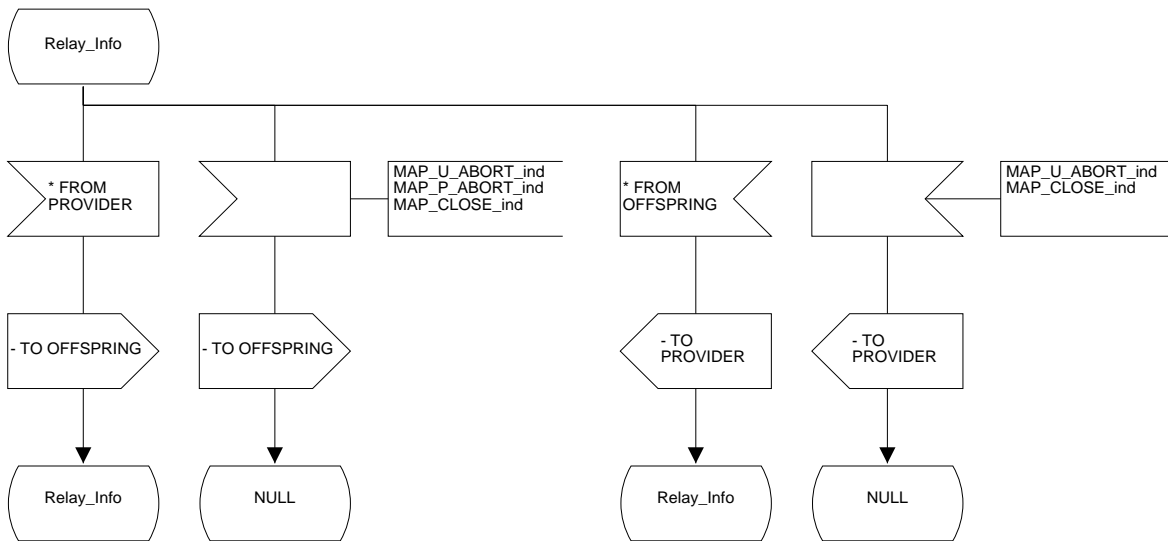 Relay_Info
* FROM
PROVIDER
MAP_U_ABORT_ind
MAP_P_ABORT_ind
MAP_CLOSE_ind
* FROM
OFFSPRING
MAP_U_ABORT_ind
MAP_CLOSE_ind
- TO OFFSPRING
- TO OFFSPRING
- TO
PROVIDER
- TO
PROVIDER
Relay_Info
NULL
Relay_Info
NULL